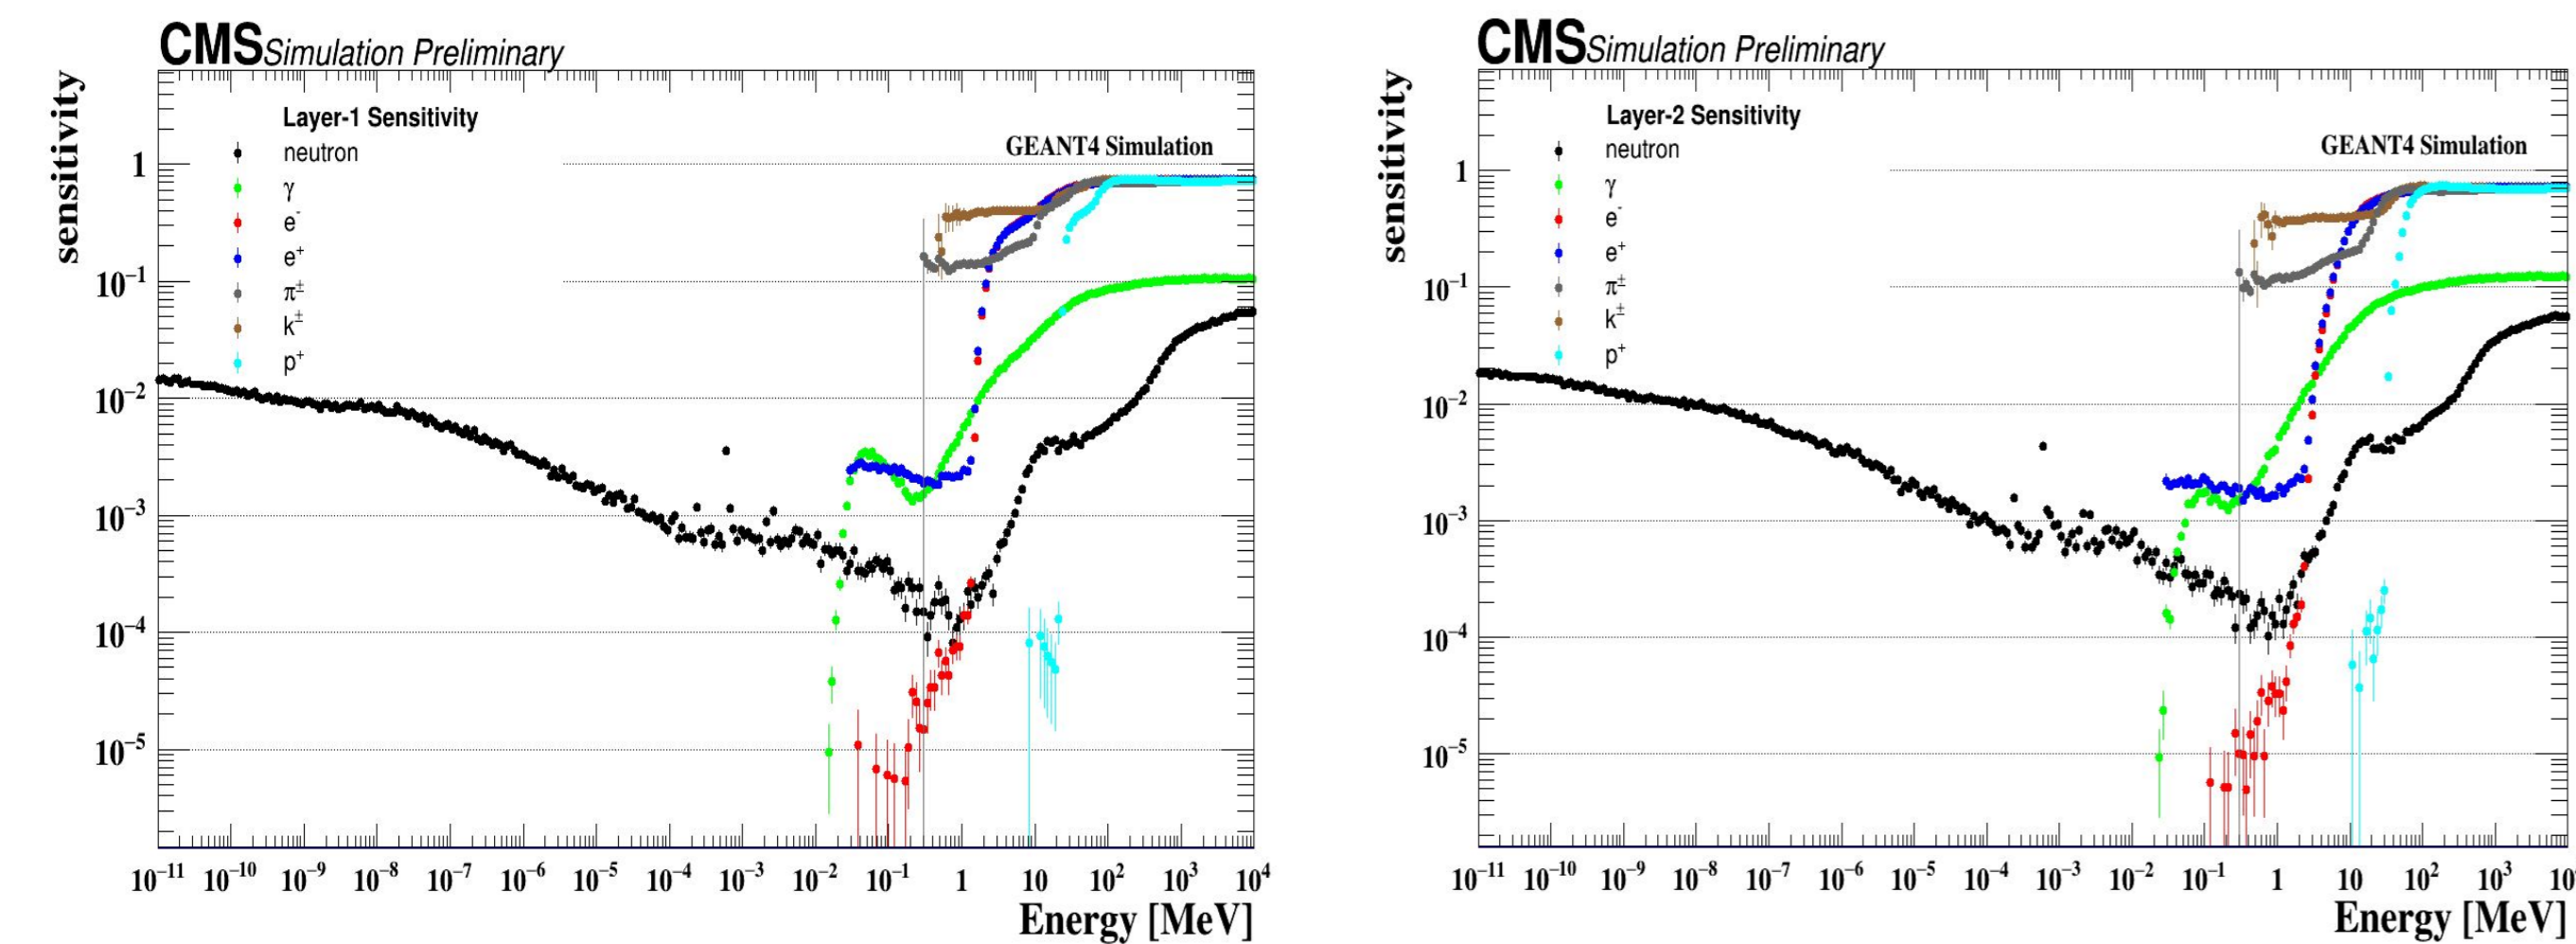 CMS Simulation Preliminary
sensitivity
Layer-1 Sensitivity
neutron
γ
e⁻
e⁺
π±
k±
p⁺
GEANT4 Simulation
1
10⁻¹
10⁻²
10⁻³
10⁻⁴
10⁻⁵
10⁻¹¹ 10⁻¹⁰ 10⁻⁹ 10⁻⁸ 10⁻⁷ 10⁻⁶ 10⁻⁵ 10⁻⁴ 10⁻³ 10⁻² 10⁻¹ 1 10 10² 10³ 10⁴
Energy [MeV]
CMS Simulation Preliminary
sensitivity
Layer-2 Sensitivity
neutron
γ
e⁻
e⁺
π±
k±
p⁺
GEANT4 Simulation
1
10⁻¹
10⁻²
10⁻³
10⁻⁴
10⁻⁵
10⁻¹¹ 10⁻¹⁰ 10⁻⁹ 10⁻⁸ 10⁻⁷ 10⁻⁶ 10⁻⁵ 10⁻⁴ 10⁻³ 10⁻² 10⁻¹ 1 10 10² 10³ 10
Energy [MeV]